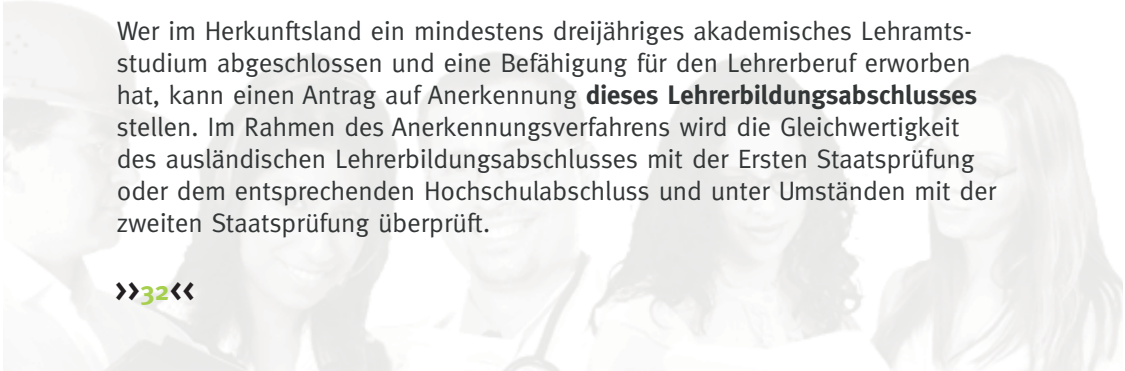 Wer im Herkunftsland ein mindestens dreijähriges akademisches Lehramts-
studium abgeschlossen und eine Befähigung für den Lehrerberuf erworben
hat, kann einen Antrag auf Anerkennung dieses Lehrerbildungsabschlusses
stellen. Im Rahmen des Anerkennungsverfahrens wird die Gleichwertigkeit
des ausländischen Lehrerbildungsabschlusses mit der Ersten Staatsprüfung
oder dem entsprechenden Hochschulabschluss und unter Umständen mit der
zweiten Staatsprüfung überprüft.
››32‹‹